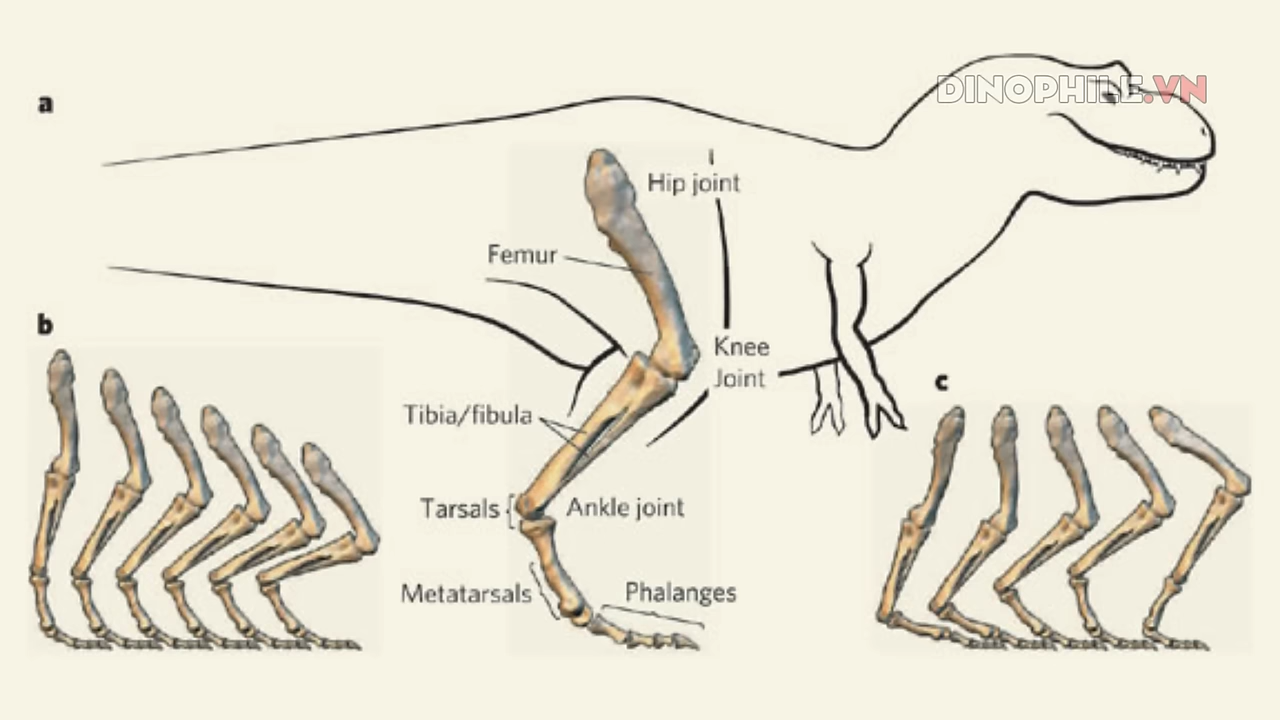 DINOPHILE.VN
a
Hip joint
Femur
b
Knee
Joint
c
Tibia/fibula
Tarsals
Ankle joint
Metatarsals
Phalanges